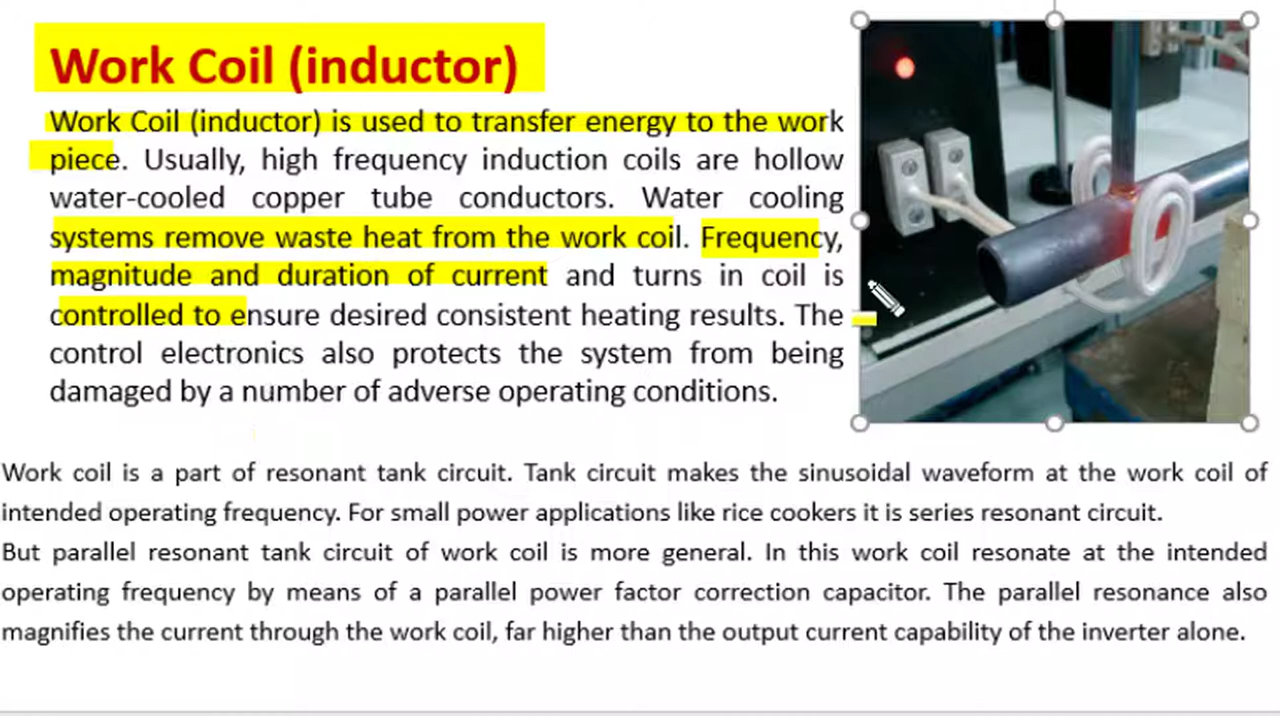 Work Coil (inductor)
Work Coil (inductor) is used to transfer energy to the work
piece. Usually, high frequency induction coils are hollow
water-cooled copper tube conductors. Water cooling
systems remove waste heat from the work coil. Frequency,
magnitude and duration of current and turns in coil is
controlled to ensure desired consistent heating results. The
control electronics also protects the system from being
damaged by a number of adverse operating conditions.
Work coil is a part of resonant tank circuit. Tank circuit makes the sinusoidal waveform at the work coil of
intended operating frequency. For small power applications like rice cookers it is series resonant circuit.
But parallel resonant tank circuit of work coil is more general. In this work coil resonate at the intended
operating frequency by means of a parallel power factor correction capacitor. The parallel resonance also
magnifies the current through the work coil, far higher than the output current capability of the inverter alone.